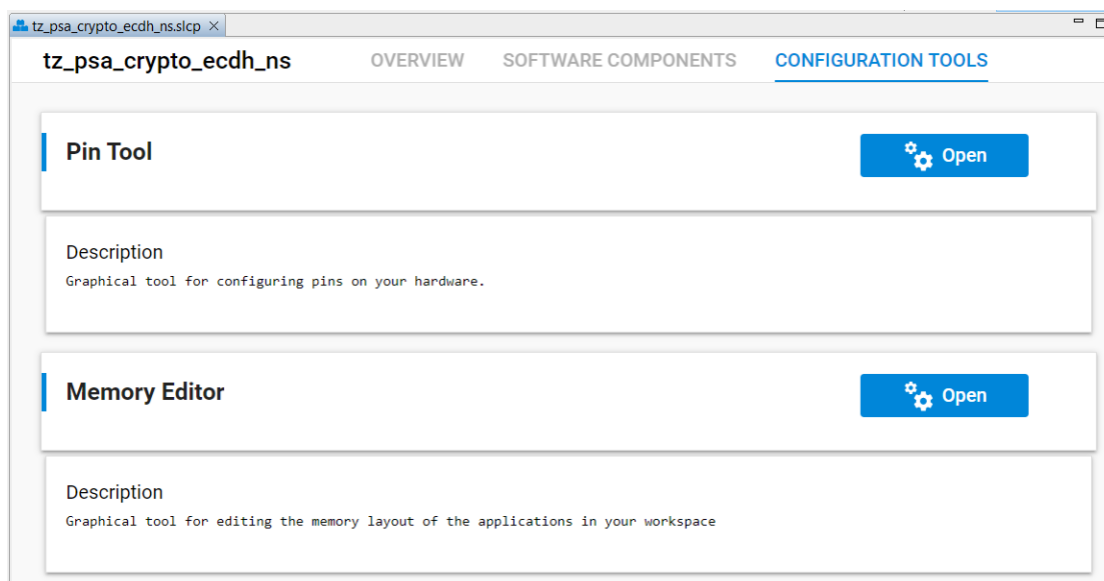 tz_psa_crypto_ecdh_ns.slcp
tz_psa_crypto_ecdh_ns OVERVIEW SOFTWARE COMPONENTS CONFIGURATION TOOLS
Pin Tool Open
Description
Graphical tool for configuring pins on your hardware.
Memory Editor Open
Description
Graphical tool for editing the memory layout of the applications in your workspace